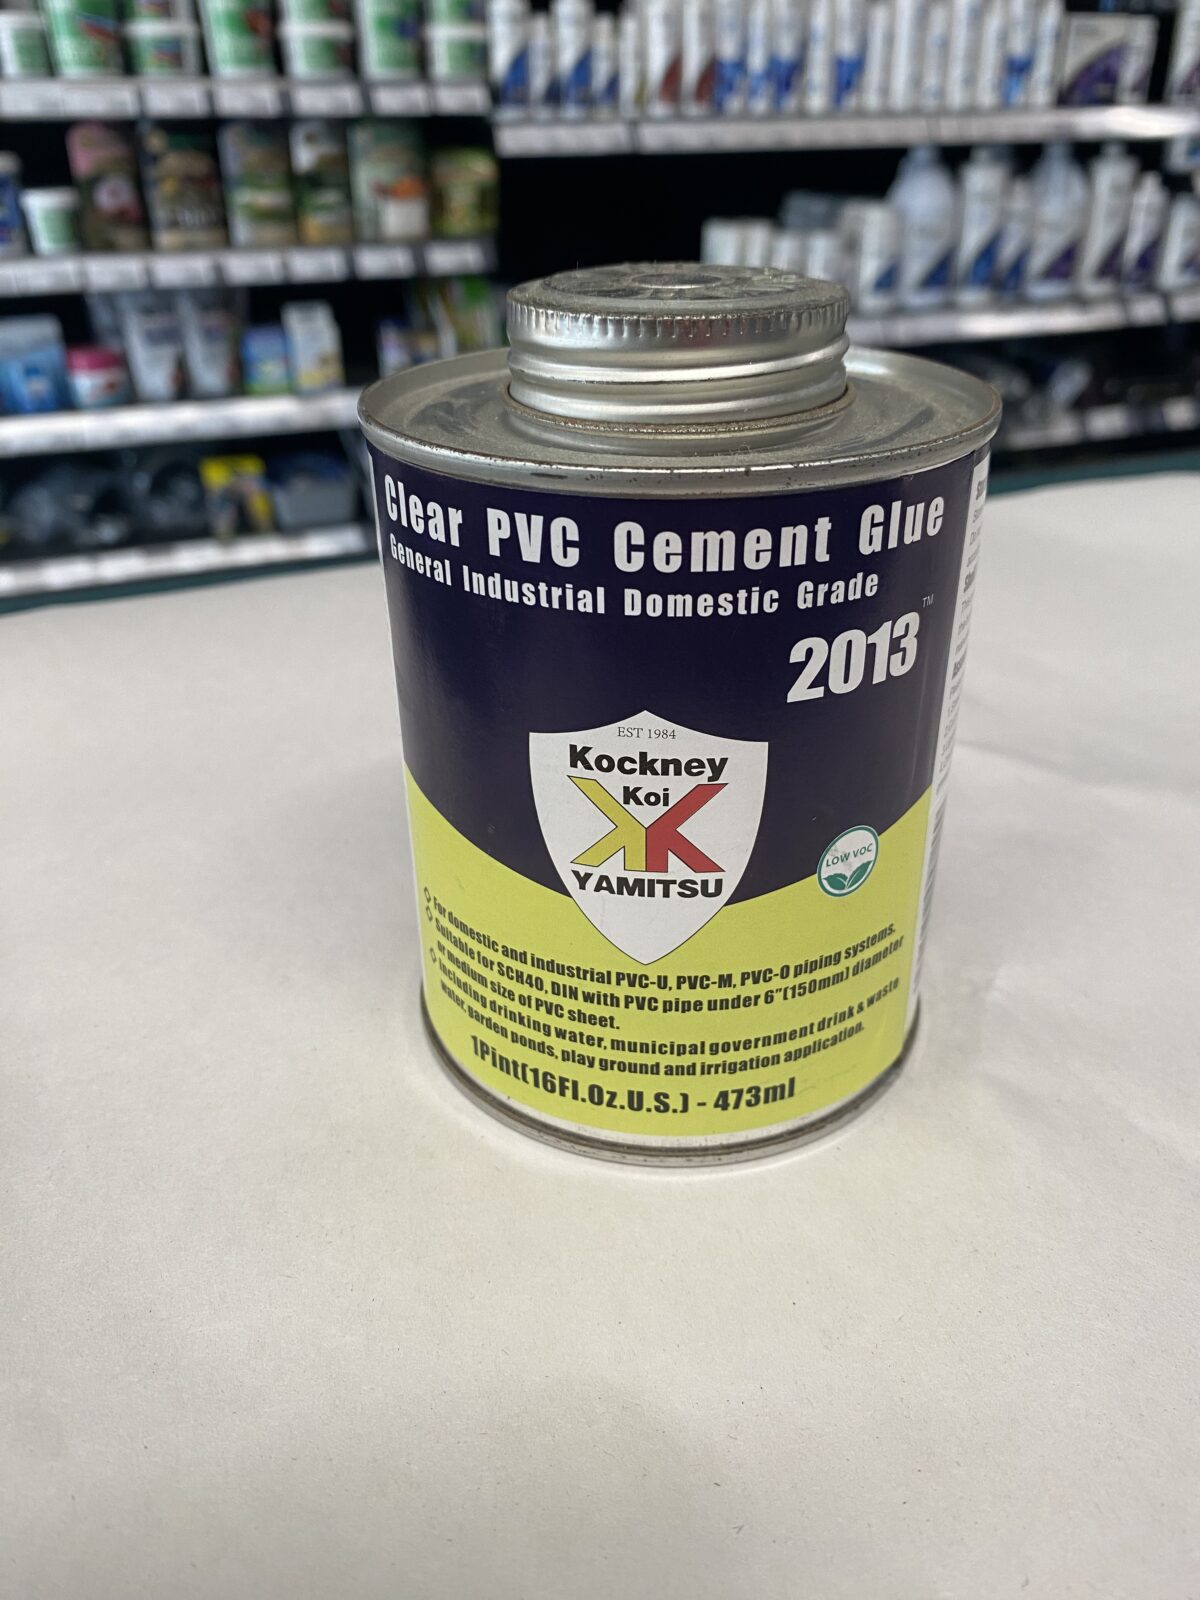 Clear PVC Cement Glue
General Industrial Domestic Grade
2013™
EST 1984
Kockney
Koi
YAMITSU
LOW VOC
For domestic and industrial PVC-U, PVC-M, PVC-O piping systems.
Suitable for SCH40, DIN with PVC pipe under 6"(150mm) diameter
or medium size of PVC sheet.
Including drinking water, municipal government drink & waste
water, garden ponds, play ground and irrigation application.
1Pint(16Fl.Oz.U.S.) - 473ml